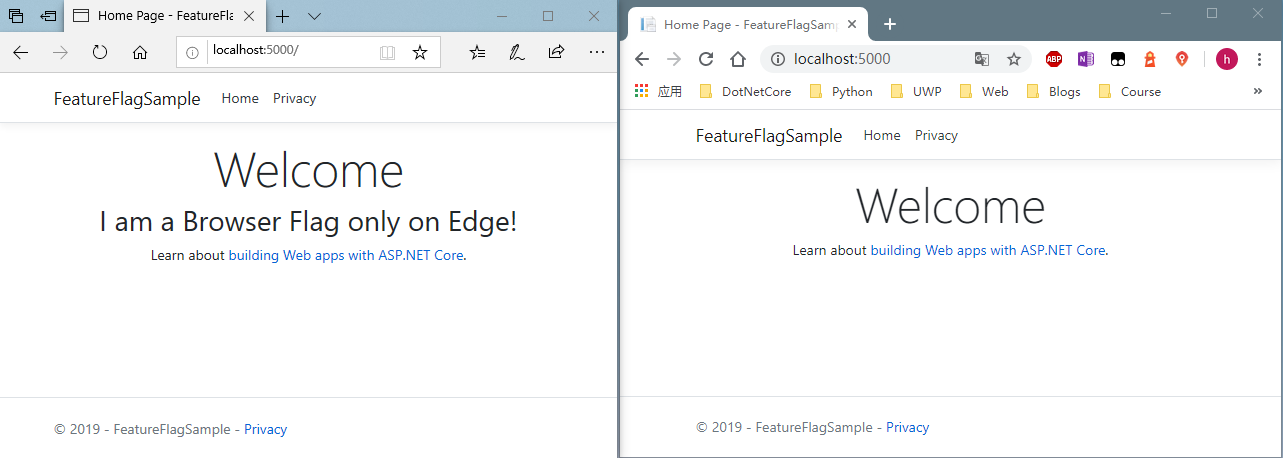 Home Page - FeatureFla
localhost:5000/
FeatureFlagSample Home Privacy
Welcome
I am a Browser Flag only on Edge!
Learn about building Web apps with ASP.NET Core.
© 2019 - FeatureFlagSample - Privacy
Home Page - FeatureFlagSam
localhost:5000
ABP
N
h
应用 DotNetCore Python UWP Web Blogs Course
FeatureFlagSample Home Privacy
Welcome
Learn about building Web apps with ASP.NET Core.
© 2019 - FeatureFlagSample - Privacy